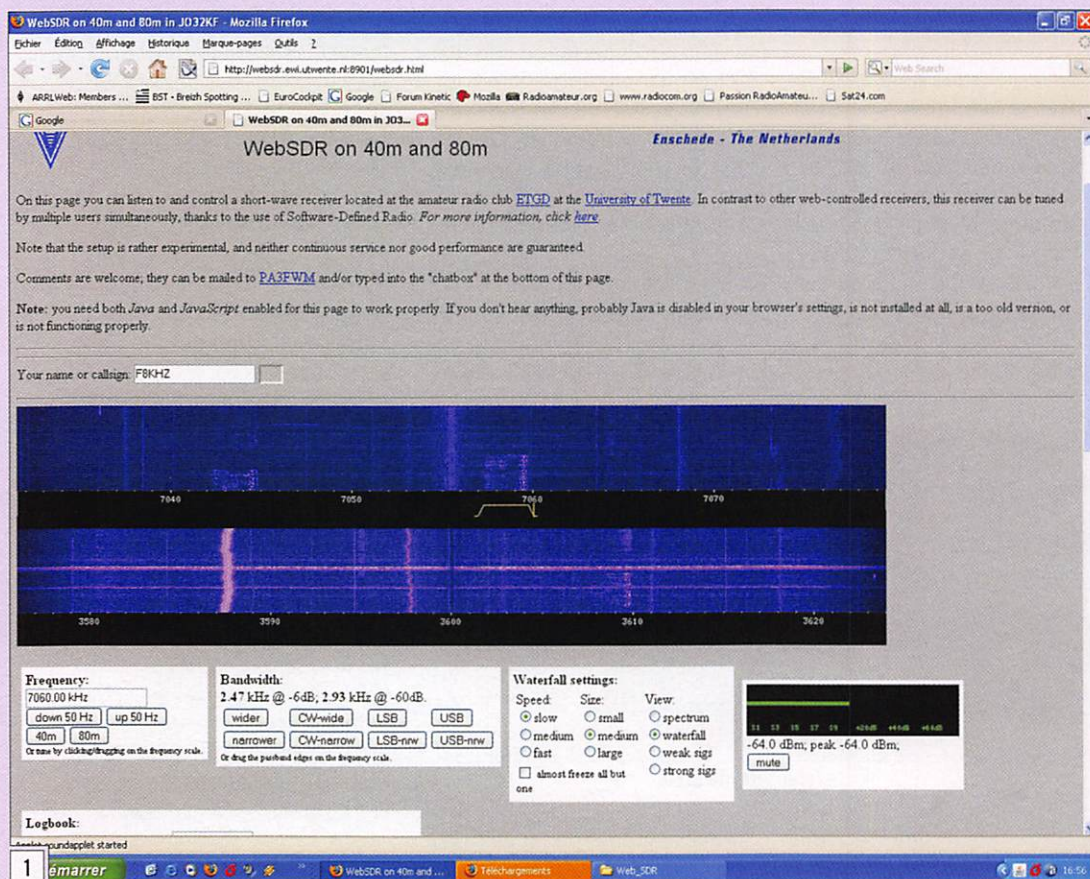 WebSDR on 40m and 80m in JO32KF - Mozilla Firefox
Fichier Édition Affichage Historique Marque-pages Outils ?
http://websdr.ewi.utwente.nl:8901/websdr.html
Web Search
ARRLWeb: Members ... BST - Breizh Spotting ... EuroCockpit Google Forum Kinetic Mozilla Radioamateur.org www.radiocom.org Passion RadioAmateu... Sat24.com
Google WebSDR on 40m and 80m in JO3...
WebSDR on 40m and 80m
Enschede - The Netherlands
On this page you can listen to and control a short-wave receiver located at the amateur radio club ETGD at the University of Twente. In contrast to other web-controlled receivers, this receiver can be tuned
by multiple users simultaneously, thanks to the use of Software-Defined Radio. For more information, click here.
Note that the setup is rather experimental, and neither continuous service nor good performance are guaranteed.
Comments are welcome; they can be mailed to PA3FWM and/or typed into the "chatbox" at the bottom of this page.
Note: you need both Java and JavaScript enabled for this page to work properly. If you don't hear anything, probably Java is disabled in your browser's settings, is not installed at all, is a too old version, or
is not functioning properly.
Your name or callsign: F8KHZ
7040 7050 7060 7070
3580 3590 3600 3610 3620
Frequency:
7060.00 kHz
down 50 Hz up 50 Hz
40m 80m
Or tune by clicking/dragging on the frequency scale.
Bandwidth:
2.47 kHz @ -6dB; 2.93 kHz @ -60dB.
wider CW-wide LSB USB
narrower CW-narrow LSB-nrw USB-nrw
Or drag the passband edges on the frequency scale.
Waterfall settings:
Speed: Size: View:
slow small spectrum
medium medium waterfall
fast large weak sigs
almost freeze all but one strong sigs
S1 S3 S5 S7 S9 +20dB +40dB +60dB
-64.0 dBm; peak -64.0 dBm;
mute
Logbook:
soundapplet started
1
émarrer WebSDR on 40m and ... Téléchargements Web_SDR 16:56